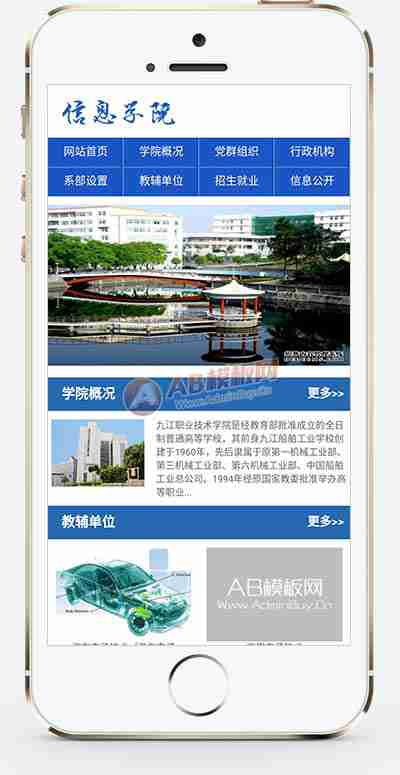 信息学院
网站首页 学院概况 党群组织 行政机构
系部设置 教辅单位 招生就业 信息公开
AB模板网
www.AdminBuy.Cn
学院概况 更多>>
九江职业技术学院是经教育部批准成立的全日
制普通高等学校。其前身九江船舶工业学校创
建于1960年，先后隶属于原第一机械工业部、
第三机械工业部、第六机械工业部、中国船舶
工业总公司。1994年经原国家教委批准举办高
等职业...
教辅单位 更多>>
AB模板网
Www.AdminBuy.Cn